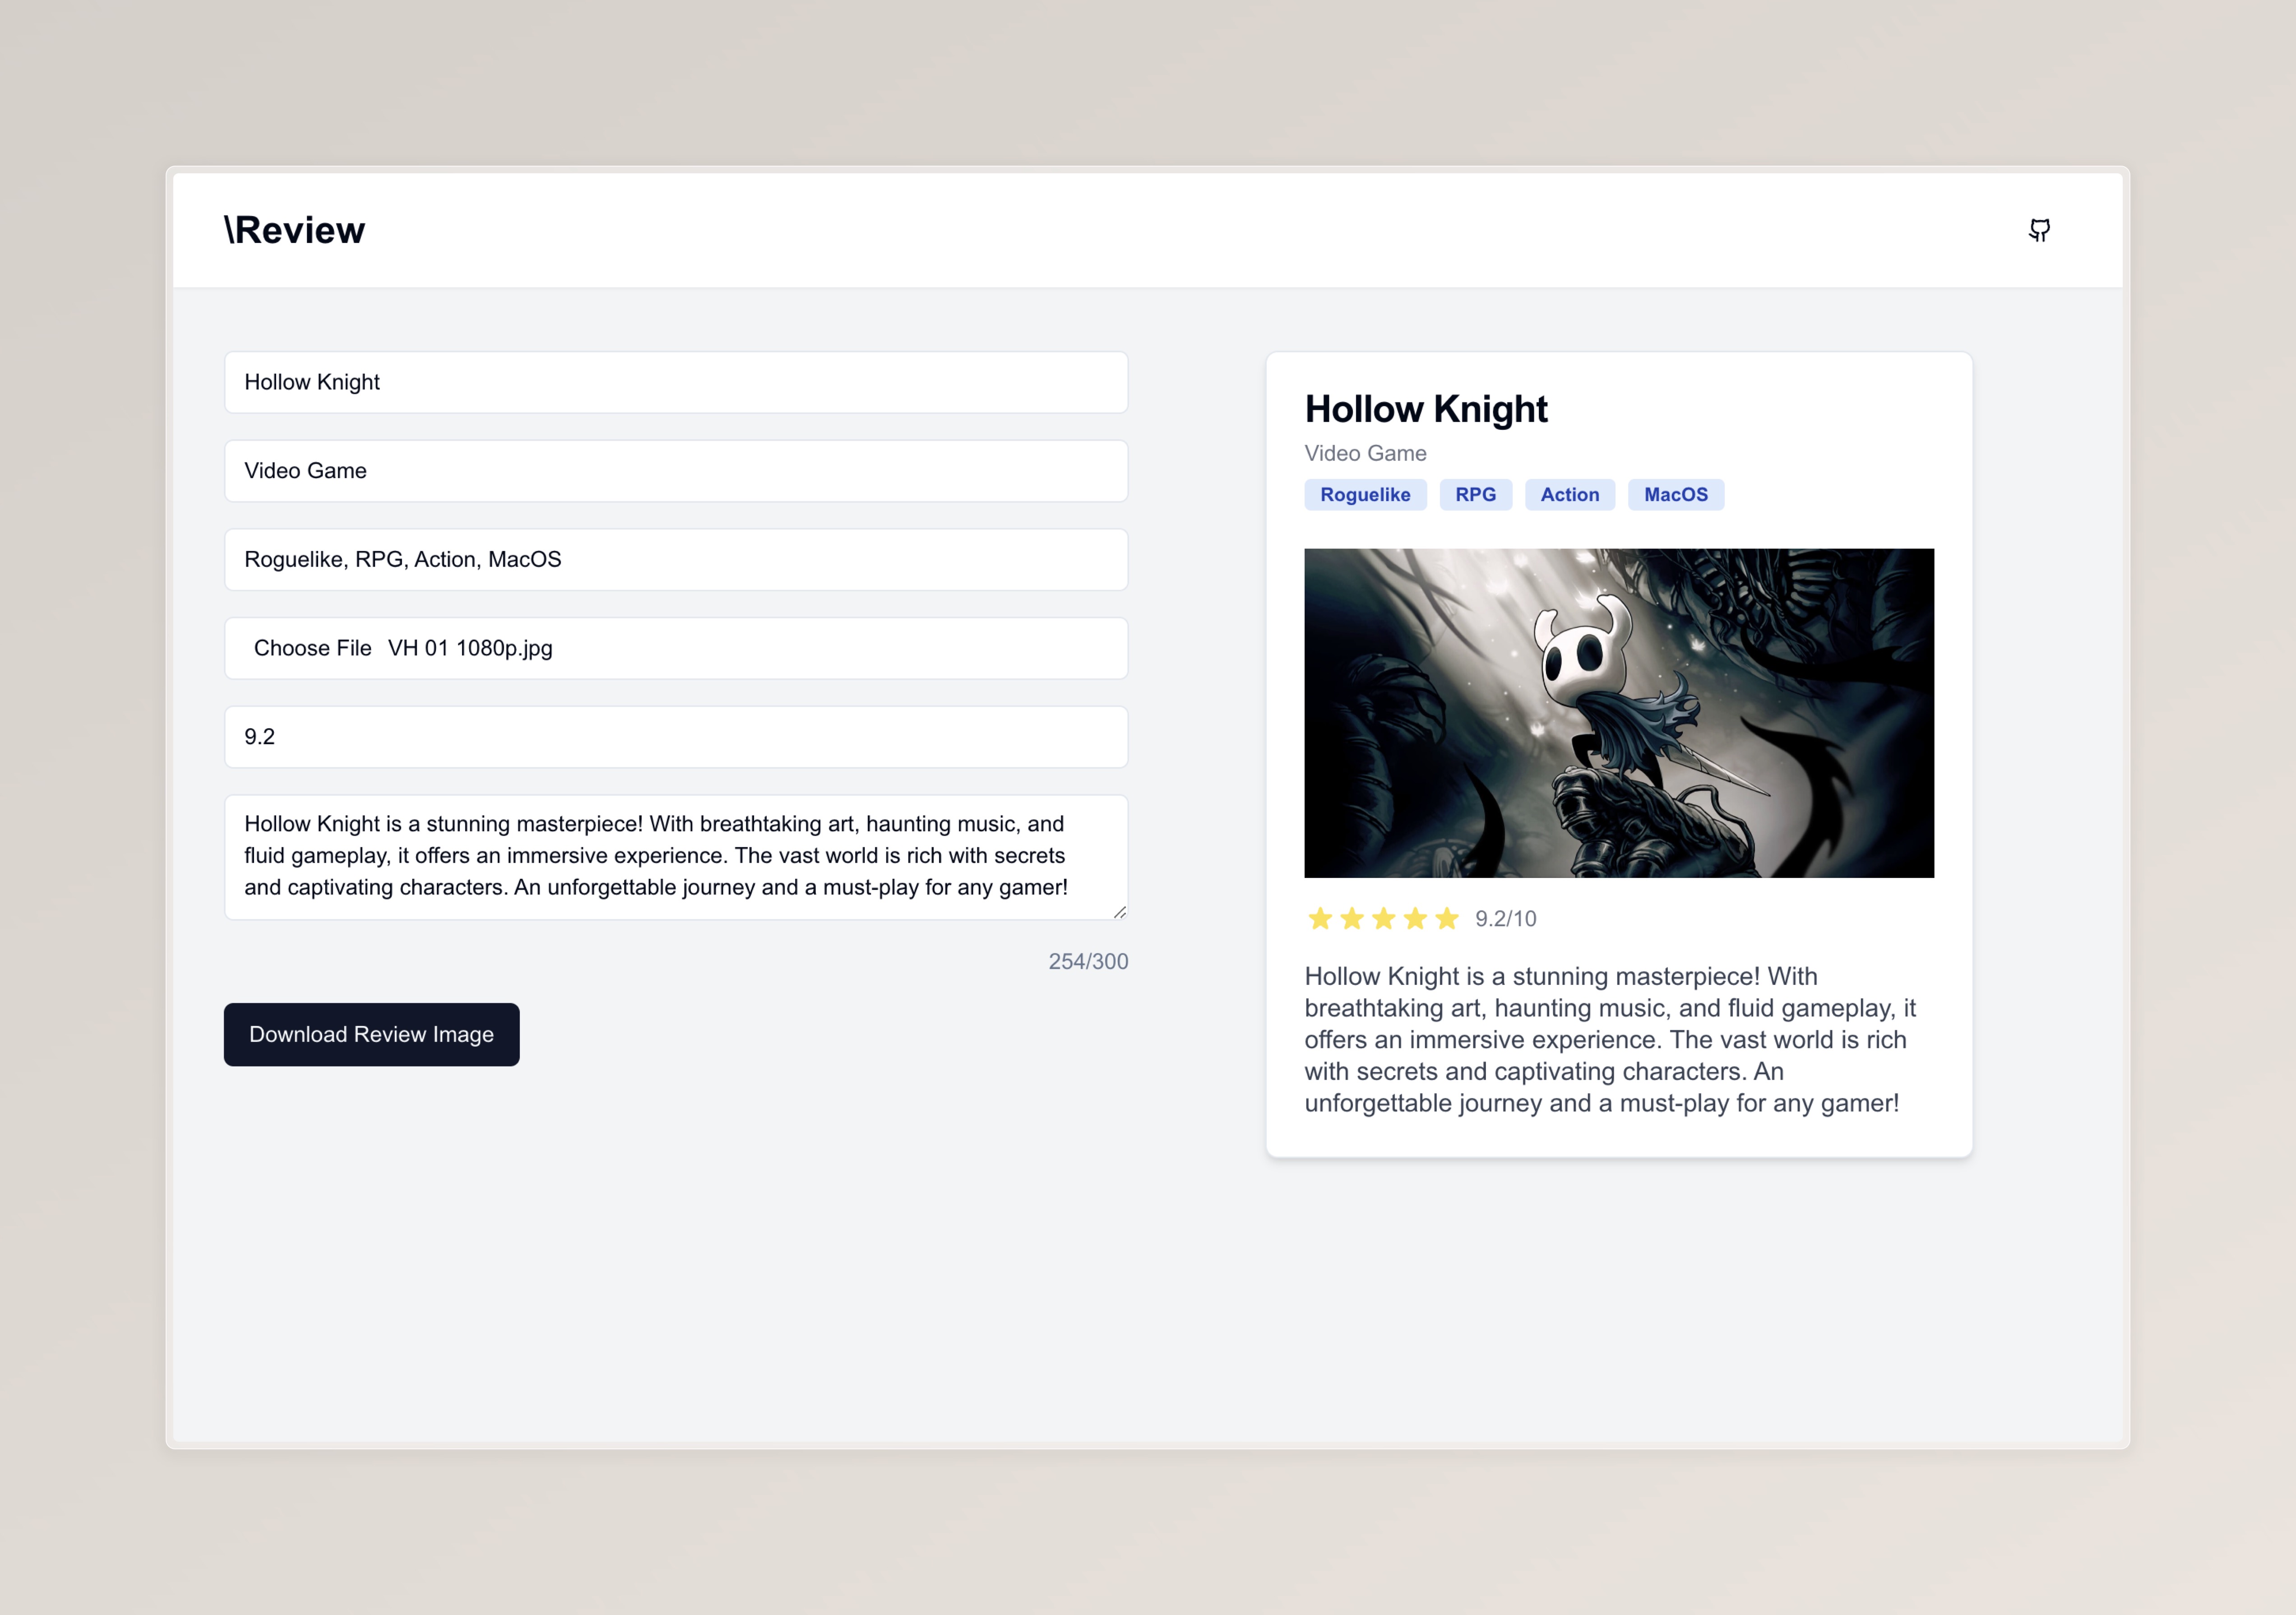 \Review
Hollow Knight
Video Game
Roguelike, RPG, Action, MacOS
Choose File VH 01 1080p.jpg
9.2
Hollow Knight is a stunning masterpiece! With breathtaking art, haunting music, and
fluid gameplay, it offers an immersive experience. The vast world is rich with secrets
and captivating characters. An unforgettable journey and a must-play for any gamer!
254/300
Download Review Image
Hollow Knight
Video Game
Roguelike RPG Action MacOS
9.2/10
Hollow Knight is a stunning masterpiece! With
breathtaking art, haunting music, and fluid gameplay, it
offers an immersive experience. The vast world is rich
with secrets and captivating characters. An
unforgettable journey and a must-play for any gamer!